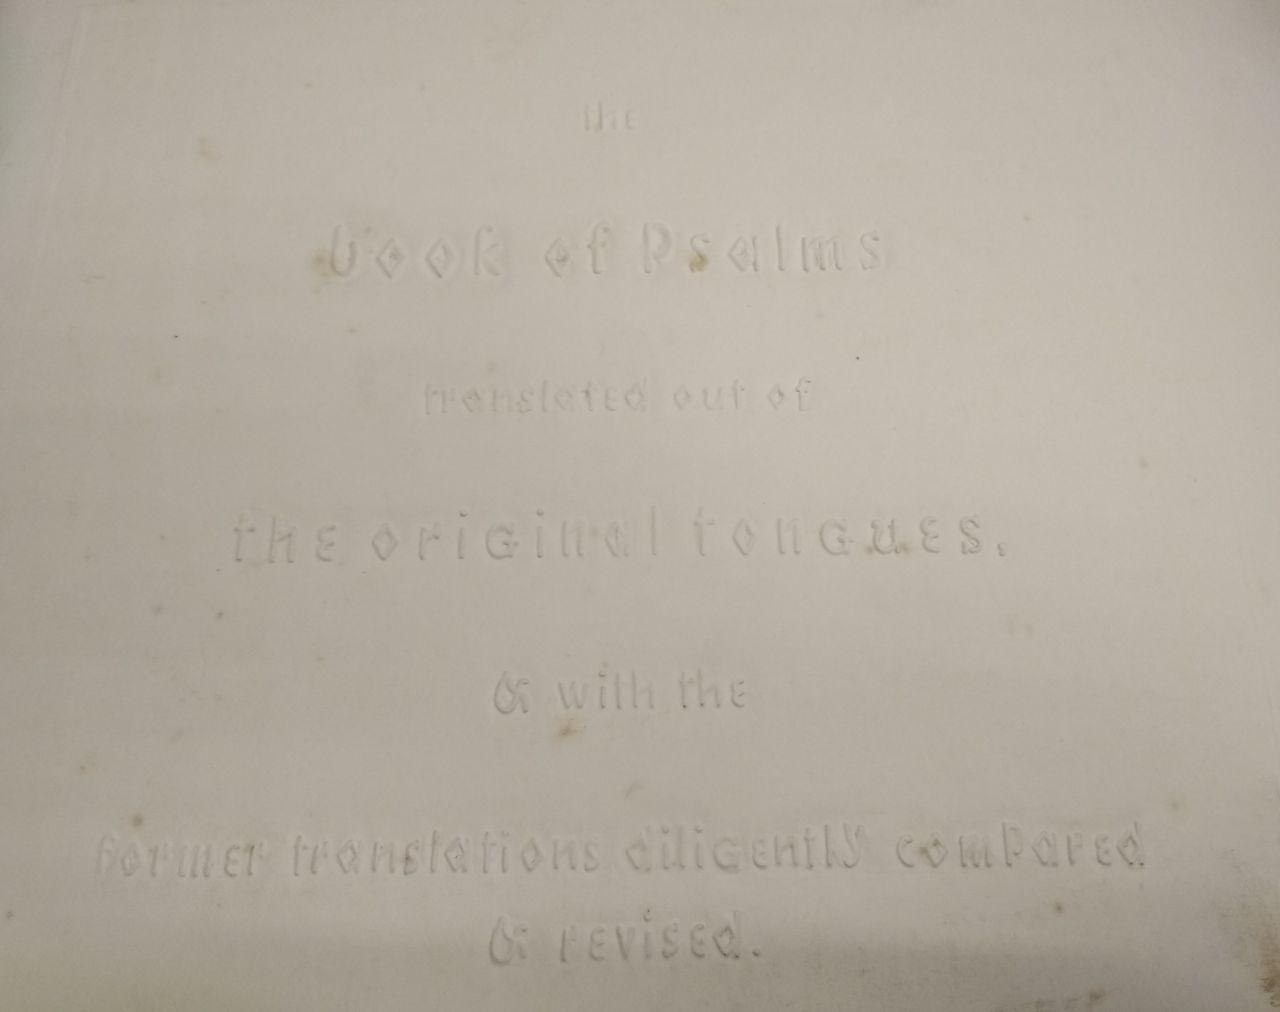 the
book of Psalms
translated out of
the original tongues.
& with the
former translations diligently compared
& revised.